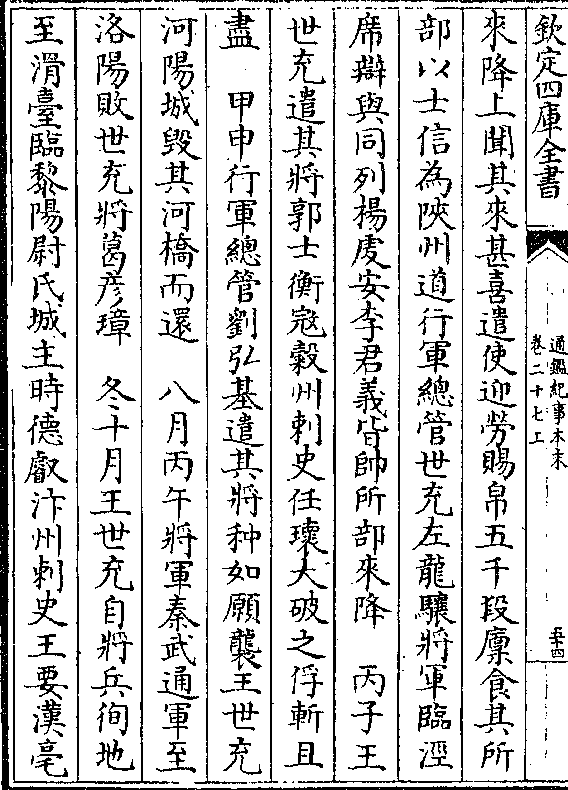 欽定四庫全書
通鑑紀事本末
卷二十七上
五十四
來降上聞其來甚喜遣使迎勞賜帛五千段廩食其所
部以士信為陝州道行軍總管世充左龍驤將軍臨涇
席辯與同列楊䖍安李君義皆帥所部來降　丙子王
世充遣其將郭士衡冦穀州刺史任瓌大破之俘斬且
盡　甲申行軍總管劉弘基遣其將种如願襲王世充
河陽城毀其河橋而還　八月丙午將軍秦武通軍至
洛陽敗世充將葛彦璋　冬十月王世充自將兵徇地
至滑臺臨黎陽尉氏城主時德叡汴州刺史王要漢亳